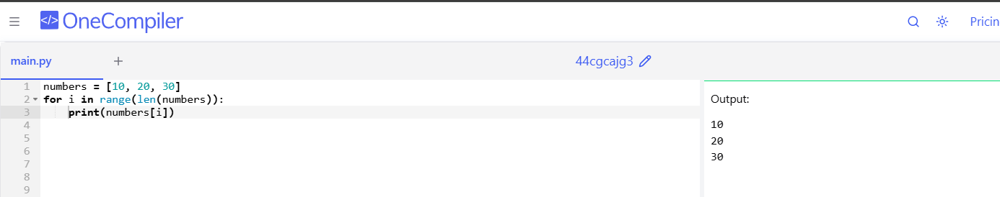 </> OneCompiler
Pricin
main.py +
44cgcajg3
1 numbers = [10, 20, 30]
2 for i in range(len(numbers)):
3     print(numbers[i])
4
5
6
7
8
9
Output:
10
20
30